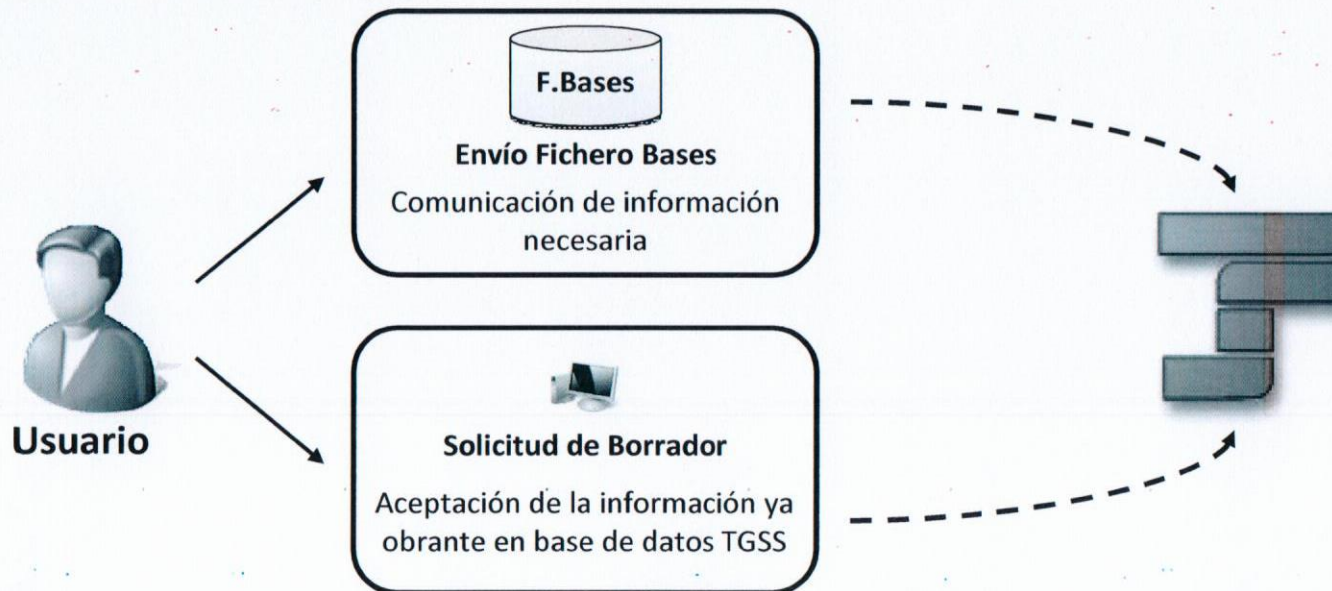 F.Bases
Envío Fichero Bases
Comunicación de información
necesaria
Usuario
Solicitud de Borrador
Aceptación de la información ya
obrante en base de datos TGSS